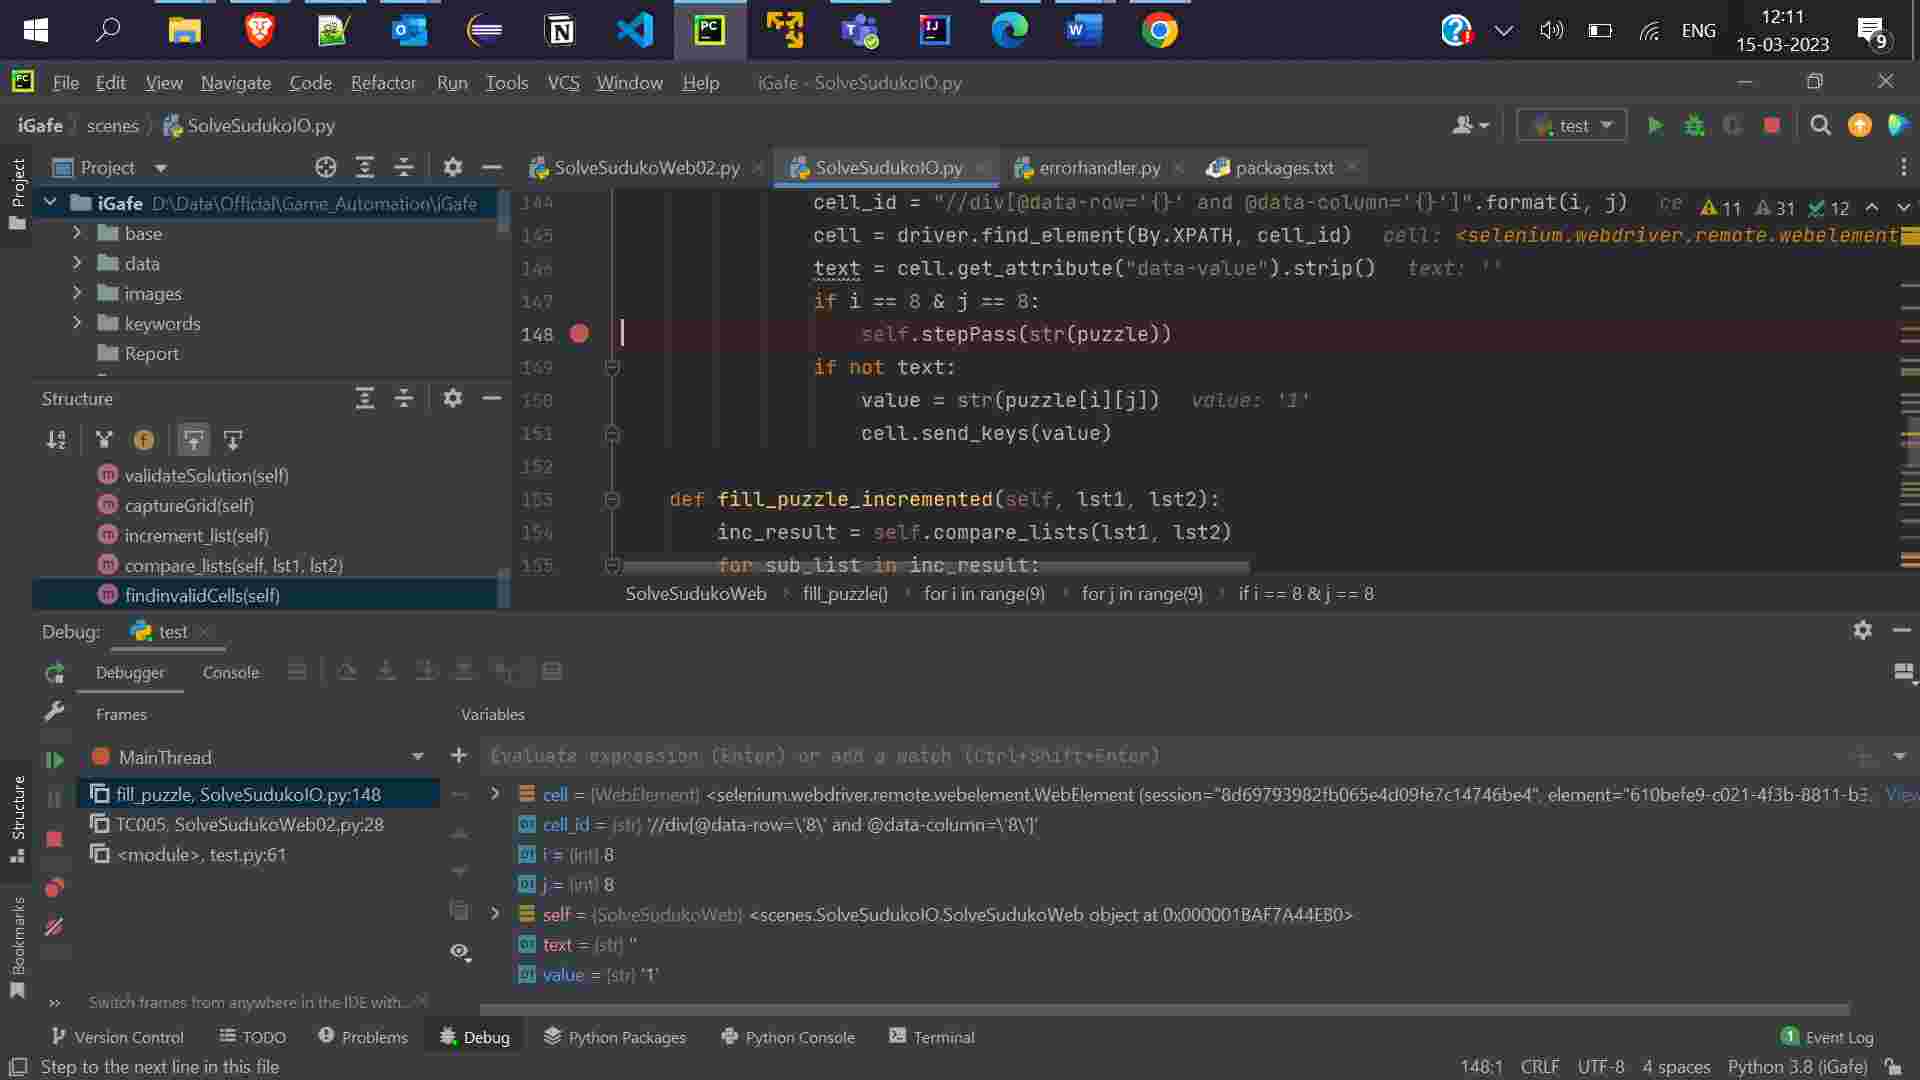 ENG
12:11
15-03-2023
9
File Edit View Navigate Code Refactor Run Tools VCS Window Help iGafe - SolveSudukoIO.py
iGafe scenes SolveSudukoIO.py
test
Project
Project
SolveSudukoWeb02.py SolveSudukoIO.py errorhandler.py packages.txt
iGafe D:\Data\Official\Game_Automation\iGafe
base
data
images
keywords
Report
11 31 12
144 cell_id = "//div[@data-row='{}' and @data-column='{}']".format(i, j) ce
145 cell = driver.find_element(By.XPATH, cell_id) cell: <selenium.webdriver.remote.webelement
146 text = cell.get_attribute("data-value").strip() text: ''
147 if i == 8 & j == 8:
148 self.stepPass(str(puzzle))
149 if not text:
150 value = str(puzzle[i][j]) value: '1'
151 cell.send_keys(value)
152
153 def fill_puzzle_incremented(self, lst1, lst2):
154 inc_result = self.compare_lists(lst1, lst2)
155 for sub_list in inc_result:
Structure
validateSolution(self)
captureGrid(self)
increment_list(self)
compare_lists(self, lst1, lst2)
findinvalidCells(self)
SolveSudukoWeb fill_puzzle() for i in range(9) for j in range(9) if i == 8 & j == 8
Debug: test
Debugger Console
Frames
Variables
MainThread
Evaluate expression (Enter) or add a watch (Ctrl+Shift+Enter)
fill_puzzle, SolveSudukoIO.py:148
TC005, SolveSudukoWeb02.py:28
<module>, test.py:61
cell = {WebElement} <selenium.webdriver.remote.webelement.WebElement (session="8d69793982fb065e4d09fe7c14746be4", element="610befe9-c021-4f3b-8811-b3... View
cell_id = {str} '//div[@data-row=\'8\' and @data-column=\'8\']'
i = {int} 8
j = {int} 8
self = {SolveSudukoWeb} <scenes.SolveSudukoIO.SolveSudukoWeb object at 0x000001BAF7A44E80>
text = {str} ''
value = {str} '1'
Structure
Bookmarks
Switch frames from anywhere in the IDE with...
Version Control TODO Problems Debug Python Packages Python Console Terminal
1 Event Log
Step to the next line in this file
148:1 CRLF UTF-8 4 spaces Python 3.8 (iGafe)